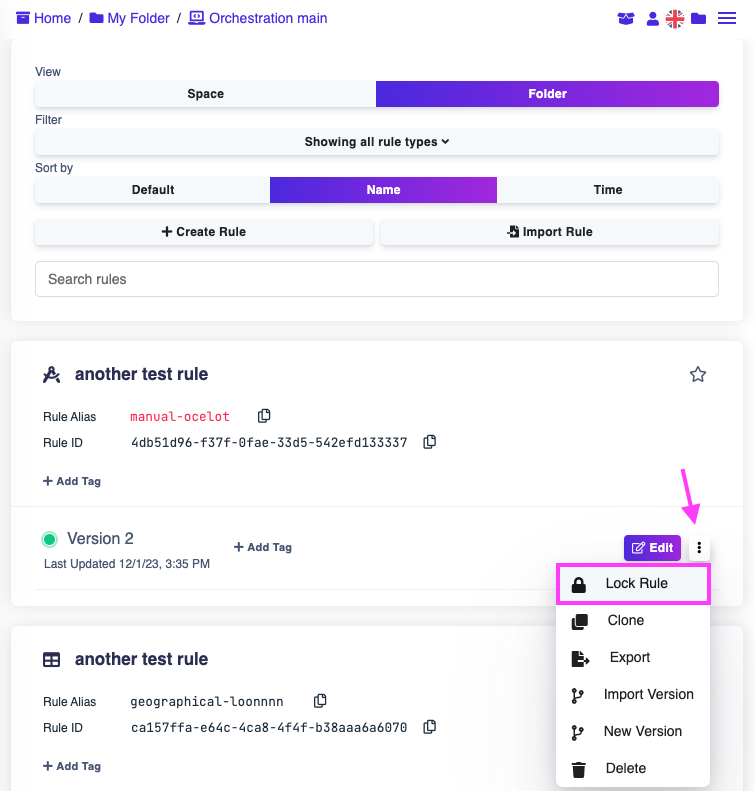 Home / My Folder / Orchestration main
View
Space Folder
Filter
Showing all rule types
Sort by
Default Name Time
Create Rule Import Rule
Search rules
another test rule
Rule Alias manual-ocelot
Rule ID 4db51d96-f37f-0fae-33d5-542efd133337
+ Add Tag
Version 2 + Add Tag Edit
Last Updated 12/1/23, 3:35 PM
Lock Rule
Clone
Export
Import Version
New Version
Delete
another test rule
Rule Alias geographical-loonnnn
Rule ID ca157ffa-e64c-4ca8-4f4f-b38aaa6a6070
+ Add Tag